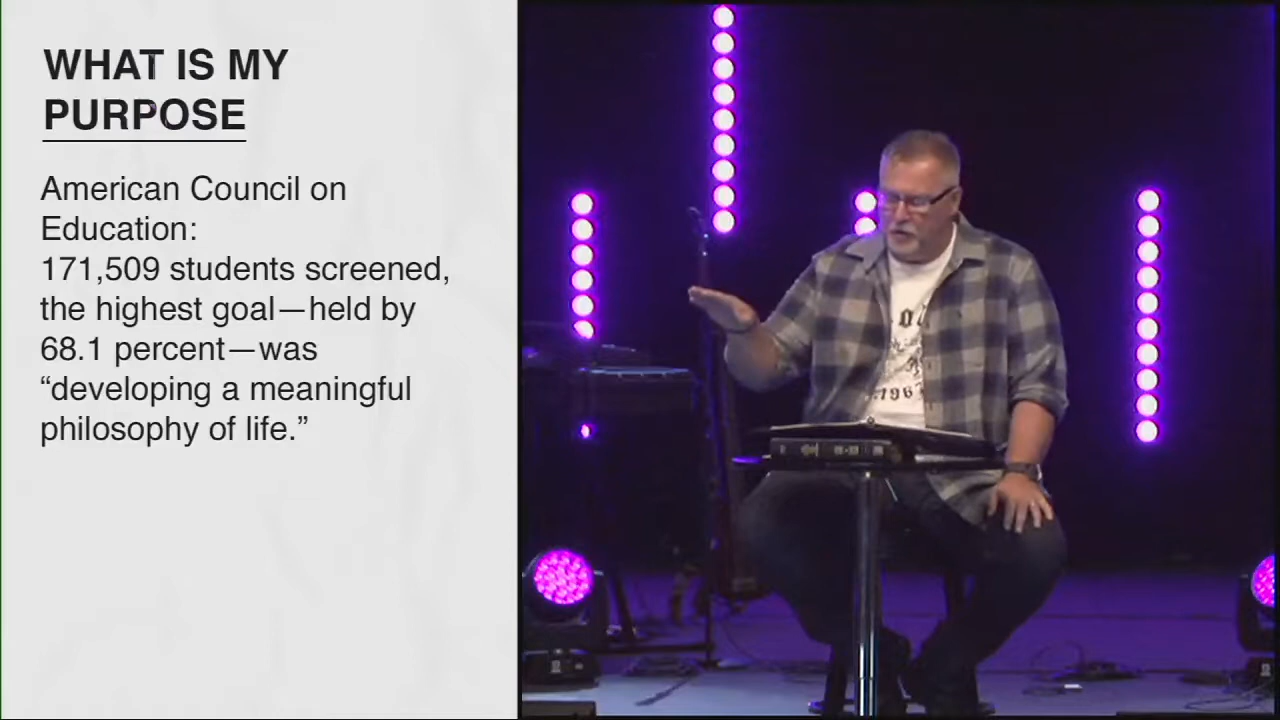 WHAT IS MY
PURPOSE
American Council on
Education:
171,509 students screened,
the highest goal—held by
68.1 percent—was
“developing a meaningful
philosophy of life.”